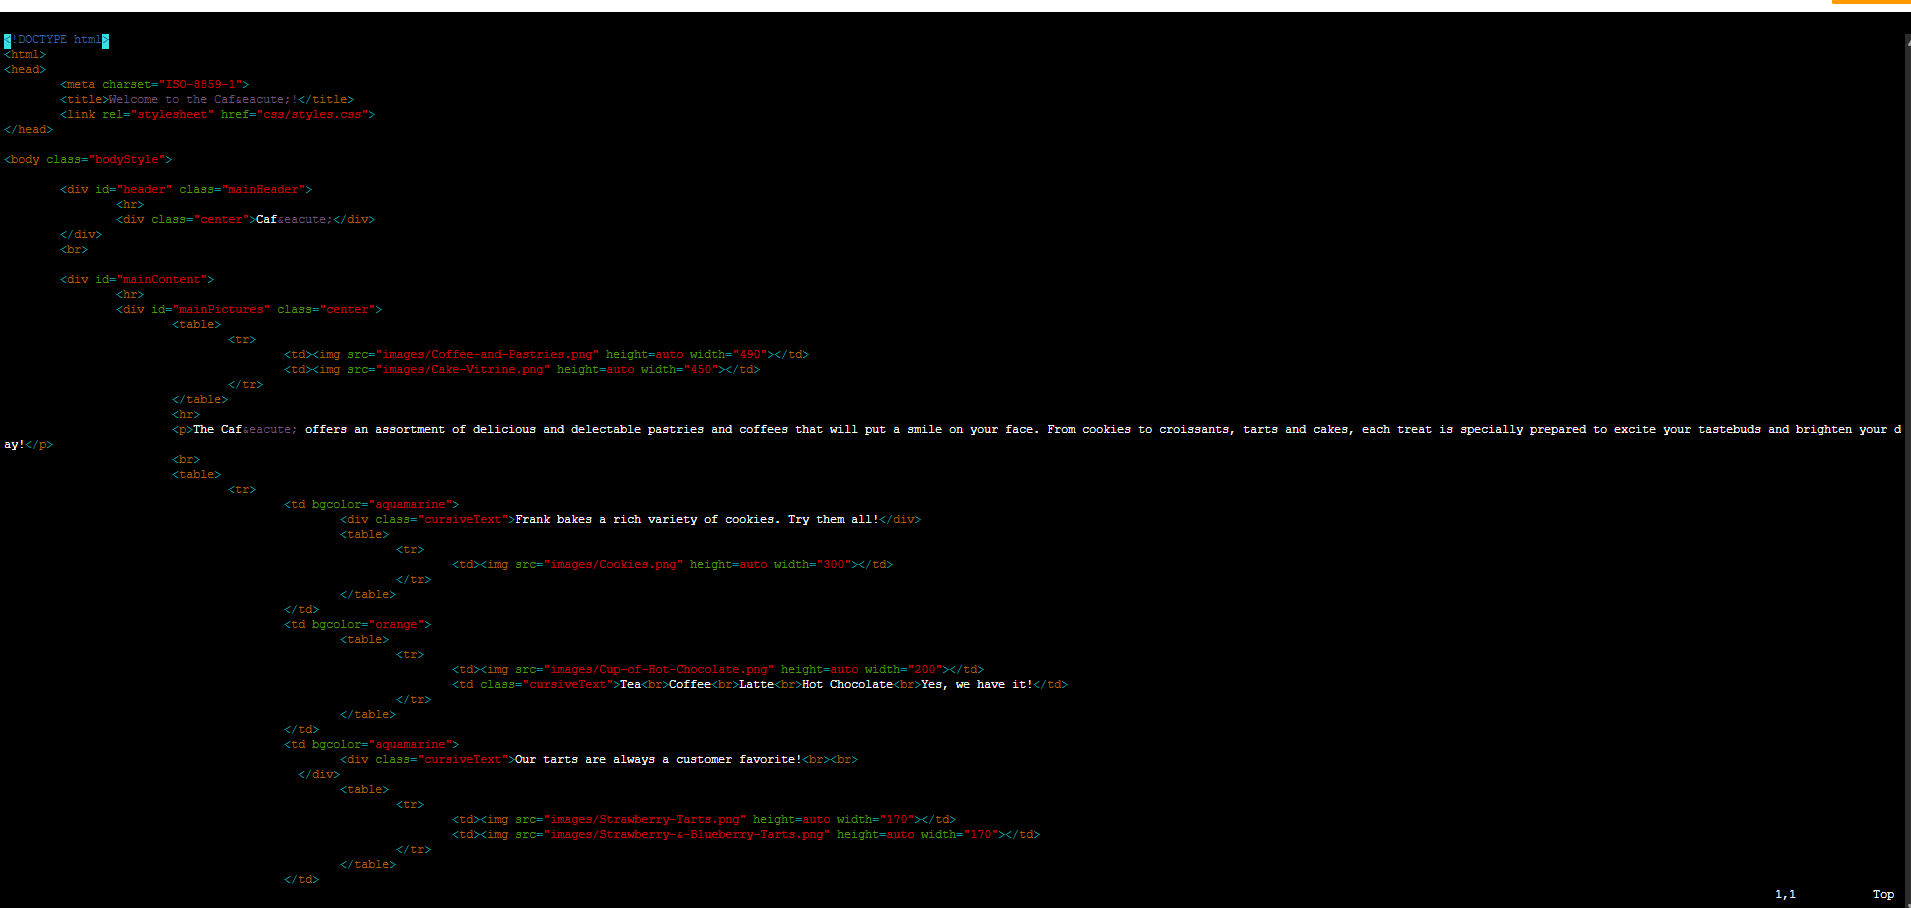 <!DOCTYPE html>
<html>
<head>
        <meta charset="ISO-8859-1">
        <title>Welcome to the Caf&eacute;!</title>
        <link rel="stylesheet" href="css/styles.css">
</head>

<body class="bodyStyle">

        <div id="header" class="mainHeader">
                <hr>
                <div class="center">Caf&eacute;</div>
        </div>
        <br>

        <div id="mainContent">
                <hr>
                <div id="mainPictures" class="center">
                        <table>
                                <tr>
                                        <td><img src="images/Coffee-and-Pastries.png" height=auto width="490"></td>
                                        <td><img src="images/Cake-Vitrine.png" height=auto width="450"></td>
                                </tr>
                        </table>
                        <hr>
                        <p>The Caf&eacute; offers an assortment of delicious and delectable pastries and coffees that will put a smile on your face. From cookies to croissants, tarts and cakes, each treat is specially prepared to excite your tastebuds and brighten your d
ay!</p>
                        <br>
                        <table>
                                <tr>
                                        <td bgcolor="aquamarine">
                                                <div class="cursiveText">Frank bakes a rich variety of cookies. Try them all!</div>
                                                <table>
                                                        <tr>
                                                                <td><img src="images/Cookies.png" height=auto width="300"></td>
                                                        </tr>
                                                </table>
                                        </td>
                                        <td bgcolor="orange">
                                                <table>
                                                        <tr>
                                                                <td><img src="images/Cup-of-Hot-Chocolate.png" height=auto width="200"></td>
                                                                <td class="cursiveText">Tea<br>Coffee<br>Latte<br>Hot Chocolate<br>Yes, we have it!</td>
                                                        </tr>
                                                </table>
                                        </td>
                                        <td bgcolor="aquamarine">
                                                <div class="cursiveText">Our tarts are always a customer favorite!<br><br>
                                          </div>
                                                <table>
                                                        <tr>
                                                                <td><img src="images/Strawberry-Tarts.png" height=auto width="170"></td>
                                                                <td><img src="images/Strawberry-&-Blueberry-Tarts.png" height=auto width="170"></td>
                                                        </tr>
                                                </table>
                                        </td>
1,1 Top